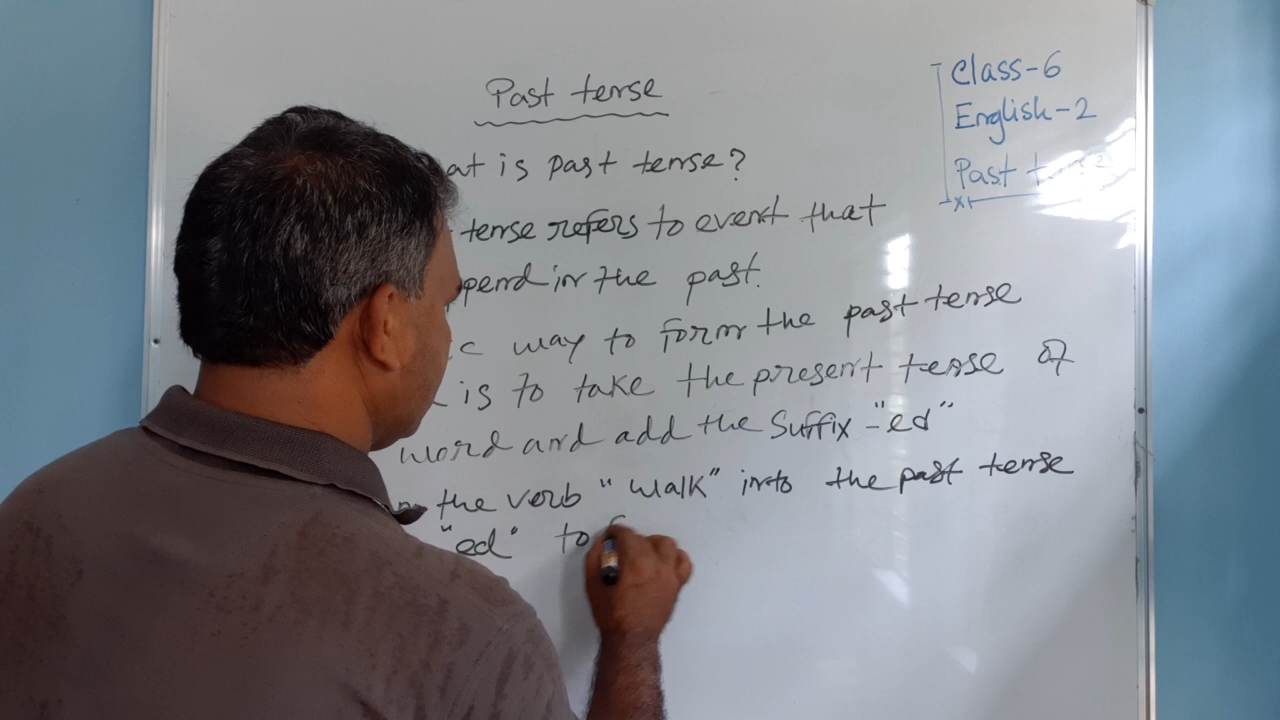 Past tense
at is past tense?
tense refers to event that
pend in the past.
c way to form the past tense
is to take the present tense of
word and add the suffix -"ed"
the verb "walk" into the past tense
"ed" to
Class-6
English-2
Past tense